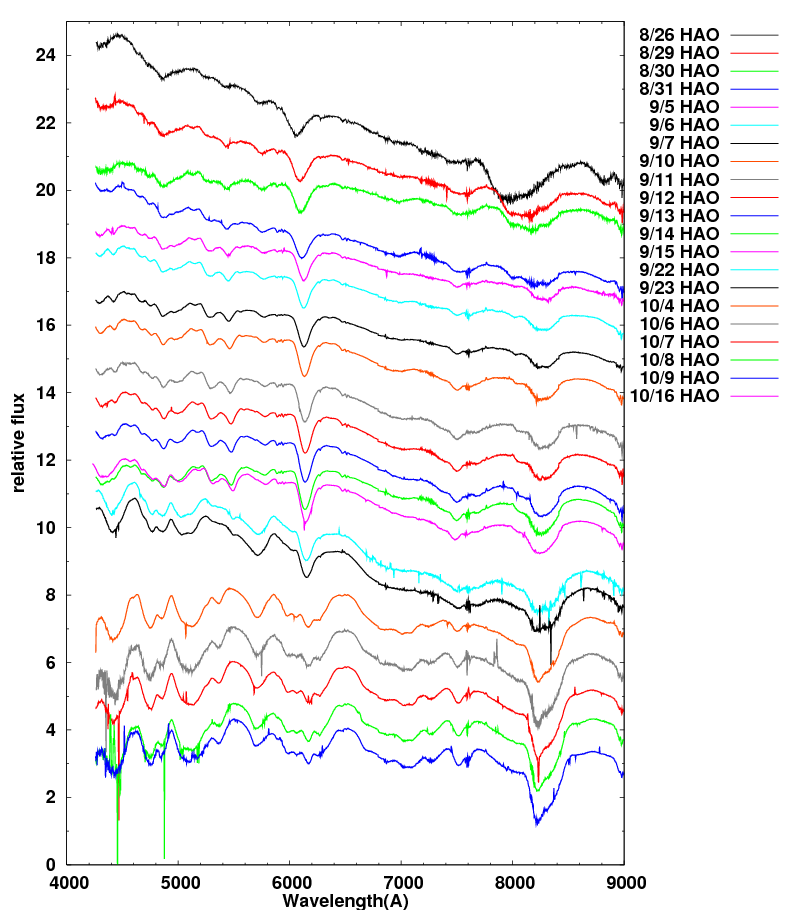 8/26 HAO
8/29 HAO
8/30 HAO
8/31 HAO
9/5 HAO
9/6 HAO
9/7 HAO
9/10 HAO
9/11 HAO
9/12 HAO
9/13 HAO
9/14 HAO
9/15 HAO
9/22 HAO
9/23 HAO
10/4 HAO
10/6 HAO
10/7 HAO
10/8 HAO
10/9 HAO
10/16 HAO
24
22
20
18
16
14
12
10
8
6
4
2
0
relative flux
4000 5000 6000 7000 8000 9000
Wavelength(A)